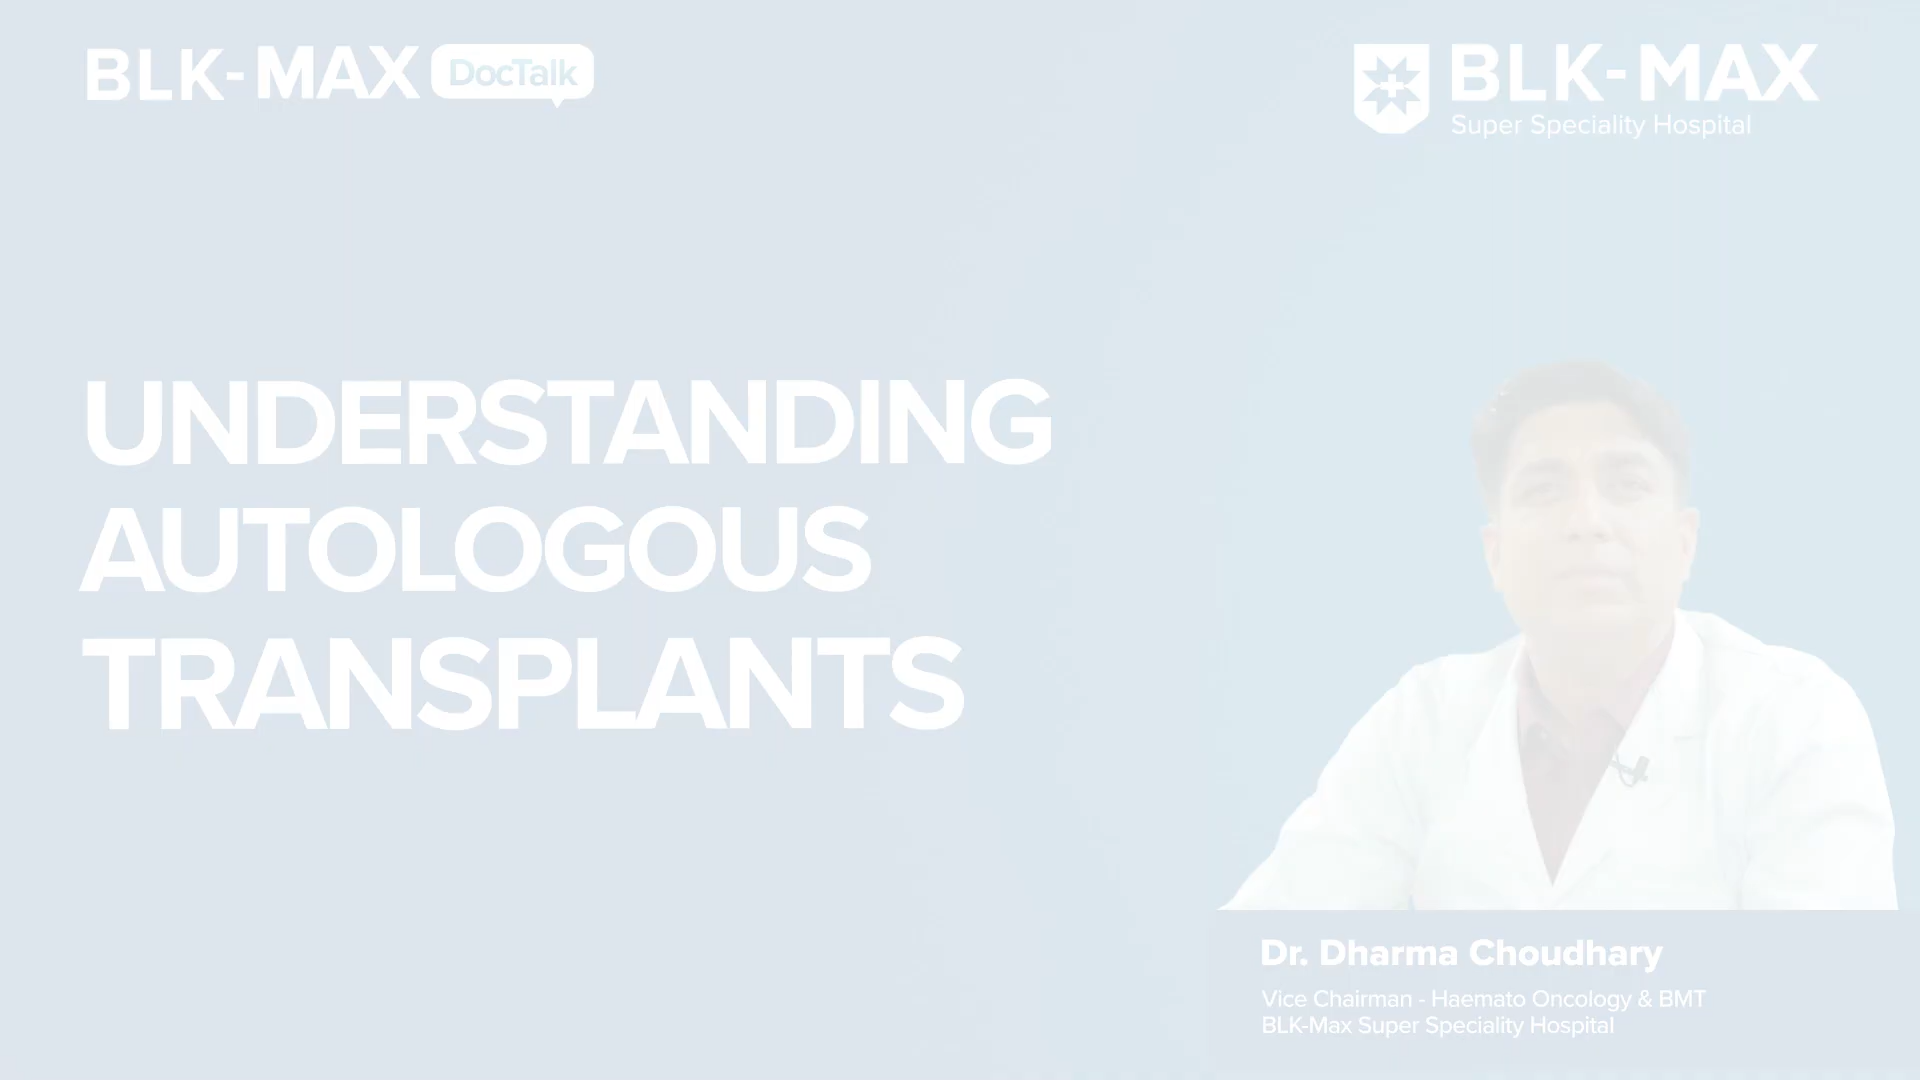 BLK-MAX DocTalk
BLK-MAX
Super Speciality Hospital
UNDERSTANDING
AUTOLOGOUS
TRANSPLANTS
Dr. Dharma Choudhary
Vice Chairman - Haemato Oncology & BMT
BLK-Max Super Speciality Hospital